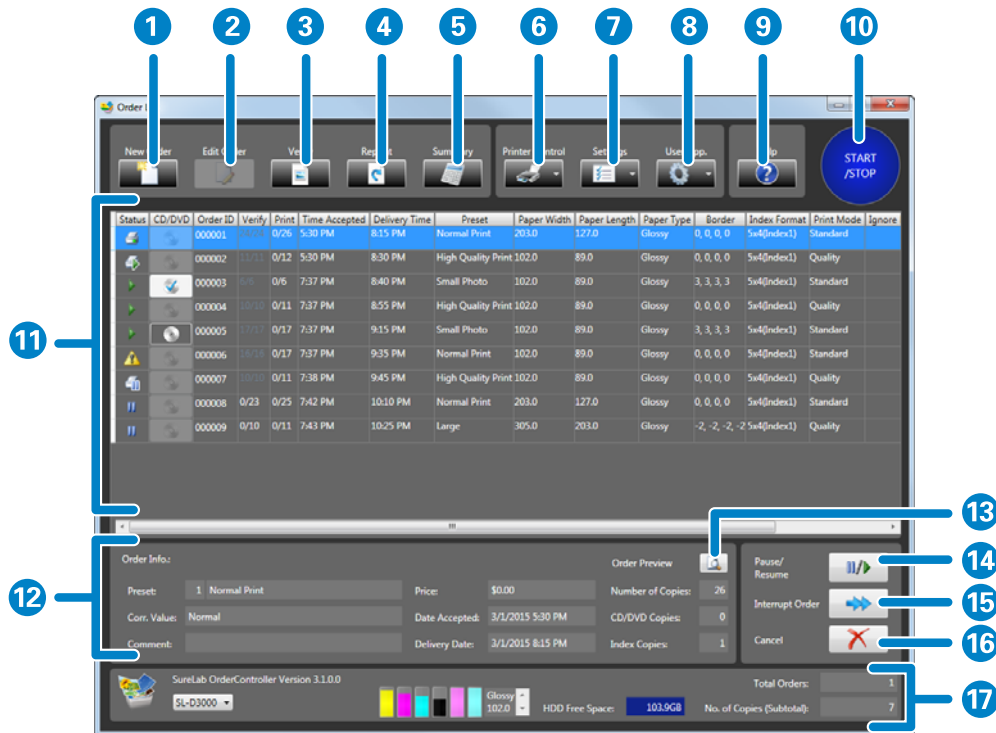 1 2 3 4 5 6 7 8 9 10
Order
New Order Edit Order Verify Reprint Summary Printer Control Settings User App. Help
START
/STOP
Status CD/DVD Order ID Verify Print Time Accepted Delivery Time Preset Paper Width Paper Length Paper Type Border Index Format Print Mode Ignore
000001 0/26 5:30 PM 8:15 PM Normal Print 203.0 127.0 Glossy 0, 0, 0, 0 5x4(Index1) Standard
000002 11/11 0/12 5:30 PM 8:30 PM High Quality Print 102.0 89.0 Glossy 0, 0, 0, 0 5x4(Index1) Quality
000003 6/6 0/6 7:37 PM 8:40 PM Small Photo 102.0 89.0 Glossy 3, 3, 3, 3 5x4(Index1) Standard
000004 10/10 0/11 7:37 PM 8:55 PM High Quality Print 102.0 89.0 Glossy 0, 0, 0, 0 5x4(Index1) Quality
000005 17/17 0/17 7:37 PM 9:15 PM Small Photo 102.0 89.0 Glossy 3, 3, 3, 3 5x4(Index1) Standard
000006 16/16 0/17 7:37 PM 9:35 PM Normal Print 102.0 89.0 Glossy 0, 0, 0, 0 5x4(Index1) Standard
000007 10/10 0/11 7:38 PM 9:45 PM High Quality Print 102.0 89.0 Glossy 0, 0, 0, 0 5x4(Index1) Quality
000008 0/23 0/25 7:42 PM 10:10 PM Normal Print 203.0 127.0 Glossy 0, 0, 0, 0 5x4(Index1) Standard
000009 0/10 0/11 7:43 PM 10:25 PM Large 305.0 203.0 Glossy -2, -2, -2, -2 5x4(Index1) Quality
11
12
13
Order Info.: Order Preview
Preset: 1 Normal Print Price: $0.00 Number of Copies: 26
Corr. Value: Normal Date Accepted: 3/1/2015 5:30 PM CD/DVD Copies: 0
Comment: Delivery Date: 3/1/2015 8:15 PM Index Copies: 1
Pause/
Resume
14
Interrupt Order
15
Cancel
16
SureLab OrderController Version 3.1.0.0
SL-D3000
Glossy
102.0
HDD Free Space: 103.9GB
Total Orders: 1
No. of Copies (Subtotal): 7
17